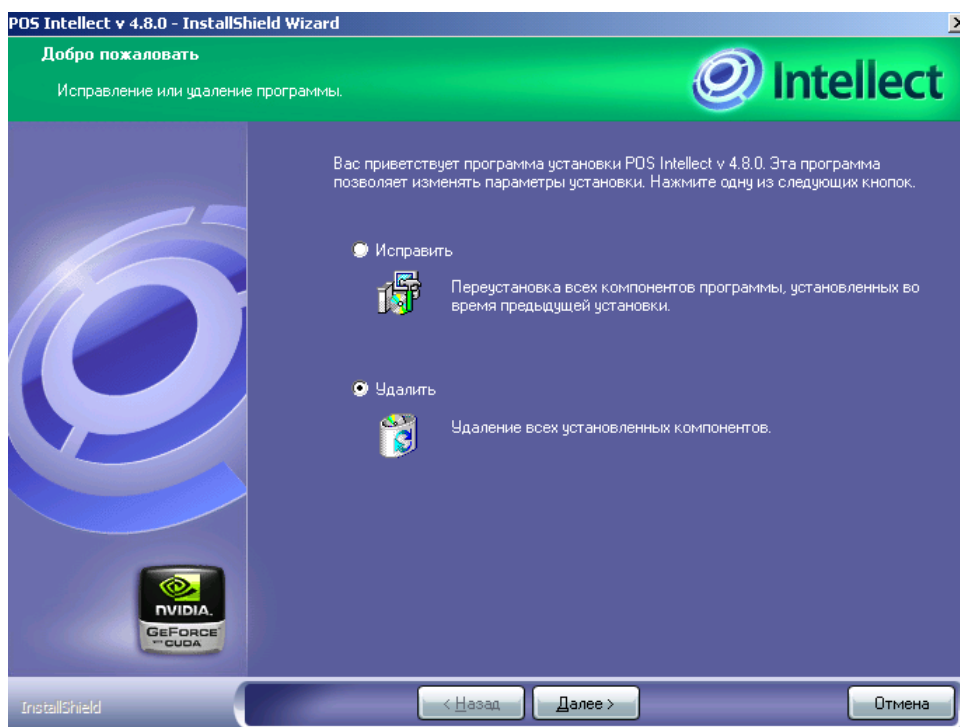 POS Intellect v 4.8.0 - InstallShield Wizard
Добро пожаловать
Исправление или удаление программы.
Intellect
Вас приветствует программа установки POS Intellect v 4.8.0. Эта программа
позволяет изменять параметры установки. Нажмите одну из следующих кнопок.
Исправить
Переустановка всех компонентов программы, установленных во
время предыдущей установки.
Удалить
Удаление всех установленных компонентов.
NVIDIA.
GEFORCE
WITH CUDA
InstallShield
< Назад
Далее >
Отмена